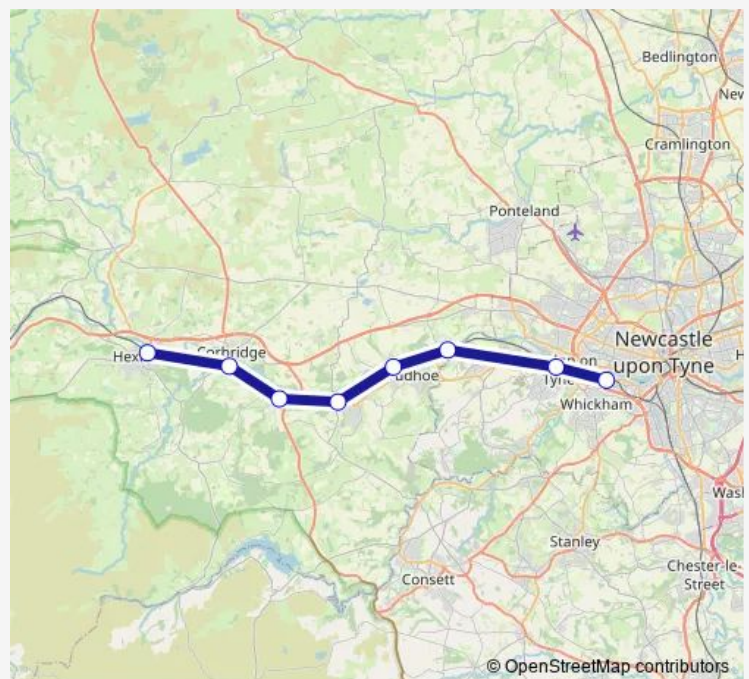 Bedlington
Cramlington
Ponteland
Newcastle
upon Tyne
Corbridge
Whickham
Stanley
Consett
Chester-le-
Street
© OpenStreetMap contributors